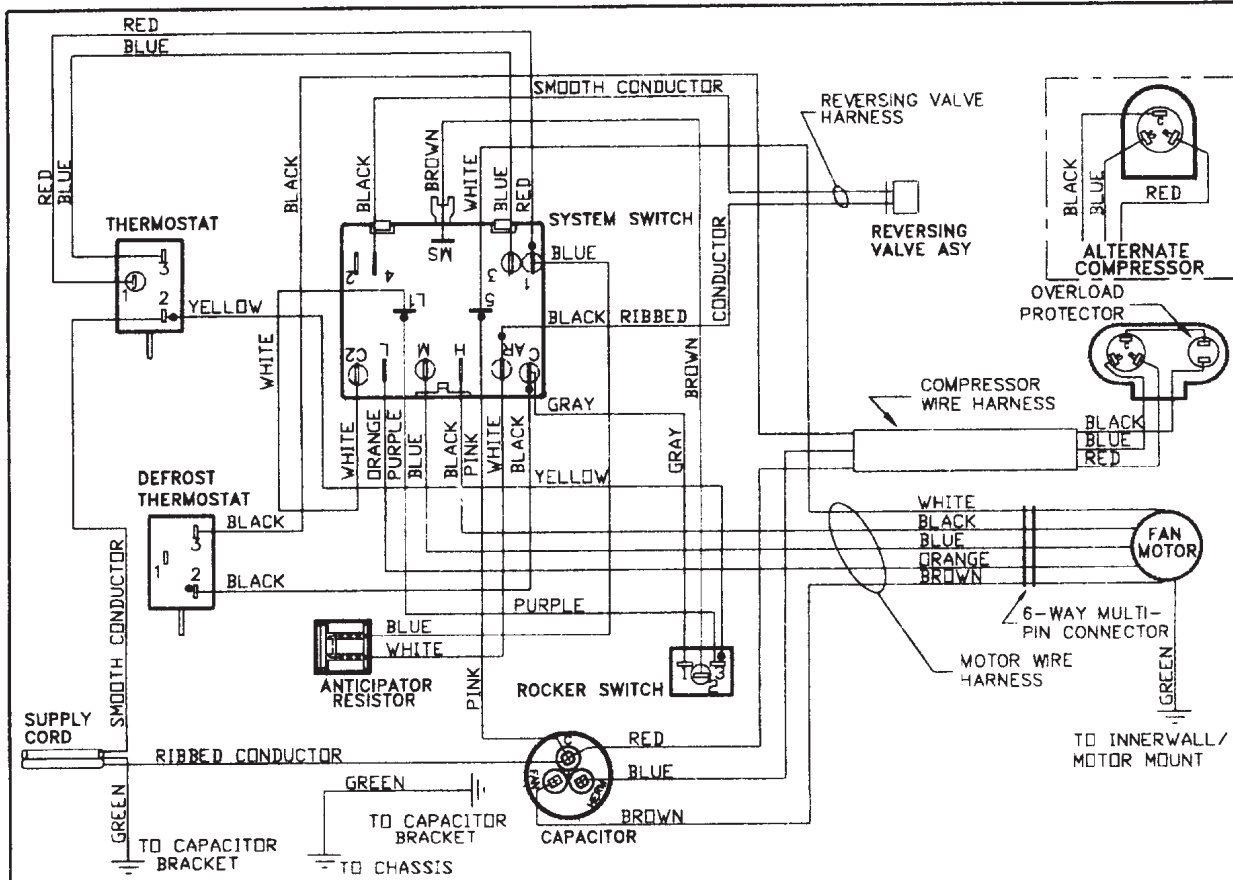 RED
BLUE
SMOOTH CONDUCTOR
REVERSING VALVE
HARNESS
RED
BLUE
BLACK
BLACK
BROWN
WHITE
BLUE
RED
BLACK
BLUE
RED
THERMOSTAT
SYSTEM SWITCH
REVERSING
VALVE ASY
ALTERNATE
COMPRESSOR
C
3
1
2
2
4
MS
3
1
BLUE
L1
5
CONDUCTOR
OVERLOAD
PROTECTOR
YELLOW
BLACK RIBBED
WHITE
C2
L
M
H
AR
C
BROWN
COMPRESSOR
WIRE HARNESS
GRAY
BLACK
BLUE
RED
WHITE
ORANGE
PURPLE
BLUE
BLACK
PINK
WHITE
BLACK
GRAY
YELLOW
DEFROST
THERMOSTAT
BLACK
3
1
2
BLACK
WHITE
BLACK
BLUE
ORANGE
BROWN
FAN
MOTOR
PURPLE
6-WAY MULTI-
PIN CONNECTOR
BLUE
WHITE
ANTICIPATOR
RESISTOR
SMOOTH CONDUCTOR
PINK
ROCKER SWITCH
1
3
MOTOR WIRE
HARNESS
GREEN
SUPPLY
CORD
RIBBED CONDUCTOR
C
FAN
HERM
RED
BLUE
BROWN
TO INNERWALL/
MOTOR MOUNT
GREEN
GREEN
TO CAPACITOR
BRACKET
CAPACITOR
TO CAPACITOR
BRACKET
TO CHASSIS